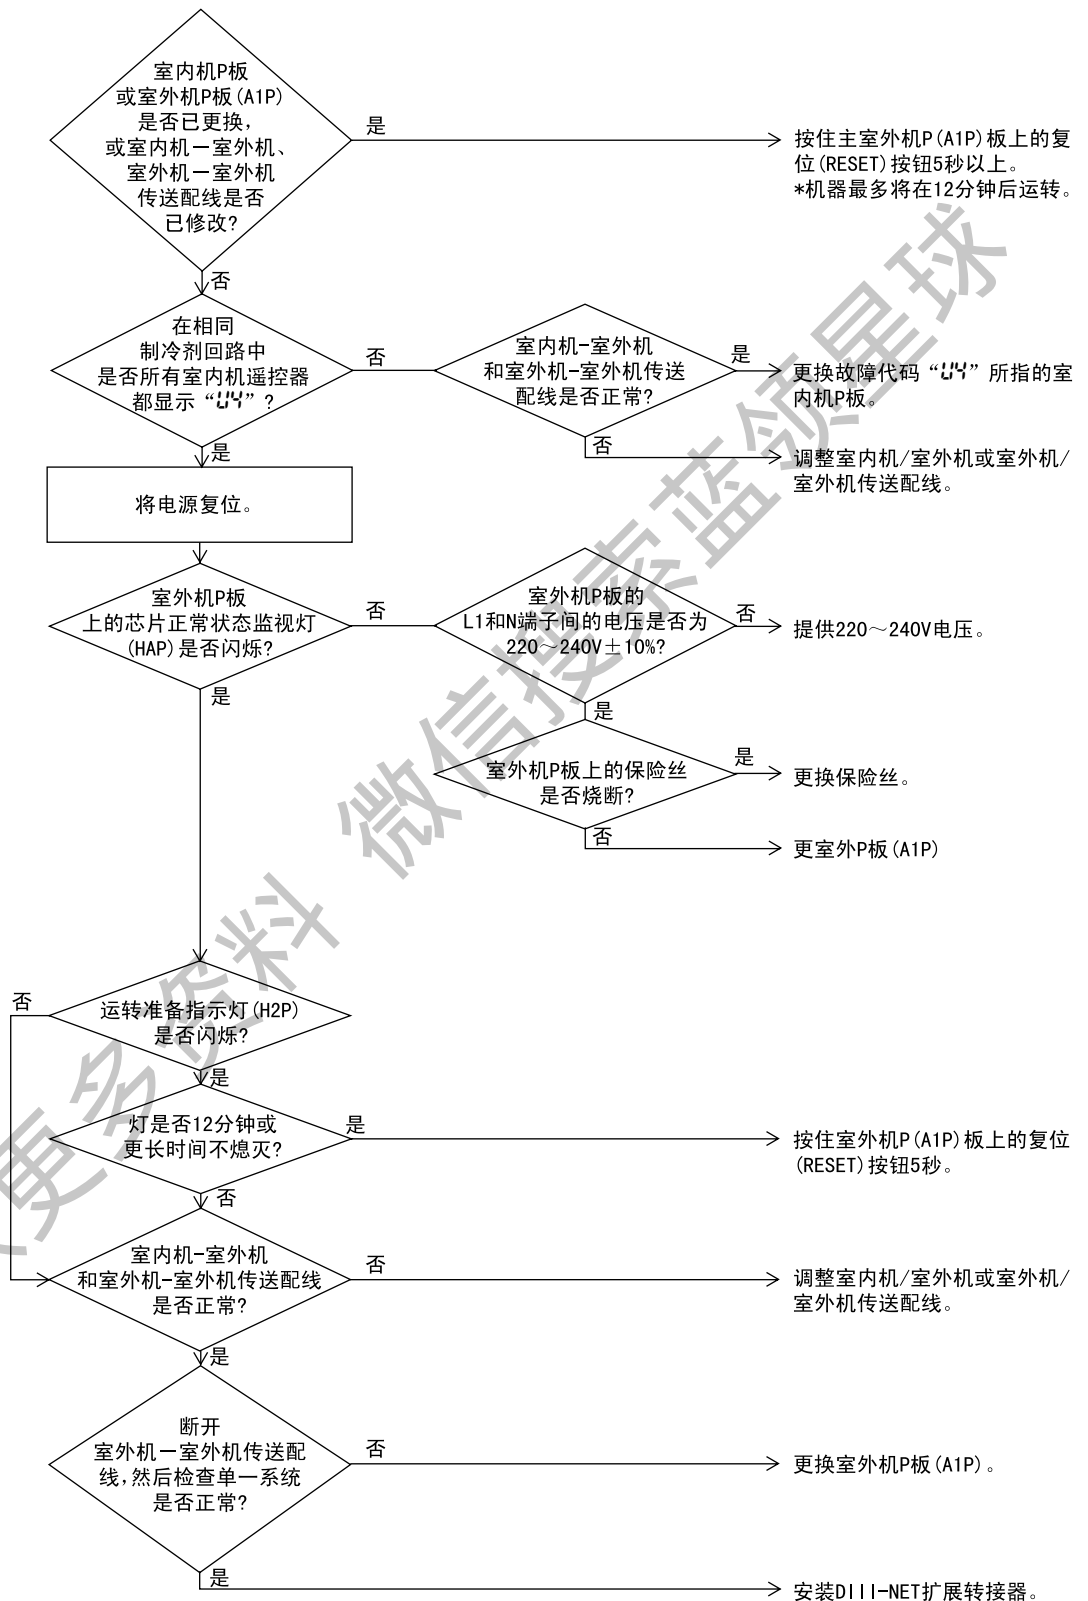 室内机P板
或室外机P板(A1P)
是否已更换,
或室内机－室外机、
室外机－室外机
传送配线是否
已修改?
是
按住主室外机P(A1P)板上的复
位(RESET)按钮5秒以上。
*机器最多将在12分钟后运转。
否
在相同
制冷剂回路中
是否所有室内机遥控器
都显示“U4”?
否
室内机-室外机
和室外机-室外机传送
配线是否正常?
是
更换故障代码“U4”所指的室
内机P板。
否
调整室内机/室外机或室外机/
室外机传送配线。
是
将电源复位。
室外机P板
上的芯片正常状态监视灯
(HAP)是否闪烁?
否
室外机P板的
L1和N端子间的电压是否为
220～240V±10%?
否
提供220～240V电压。
是
是
室外机P板上的保险丝
是否烧断?
是
更换保险丝。
否
更室外P板(A1P)
运转准备指示灯(H2P)
是否闪烁?
否
是
灯是否12分钟或
更长时间不熄灭?
是
按住室外机P(A1P)板上的复位
(RESET)按钮5秒。
否
室内机-室外机
和室外机-室外机传送配线
是否正常?
否
调整室内机/室外机或室外机/
室外机传送配线。
是
断开
室外机－室外机传送配
线,然后检查单一系统
是否正常?
否
更换室外机P板(A1P)。
是
安装DIII-NET扩展转接器。
更多资料 微信搜索蓝领星球